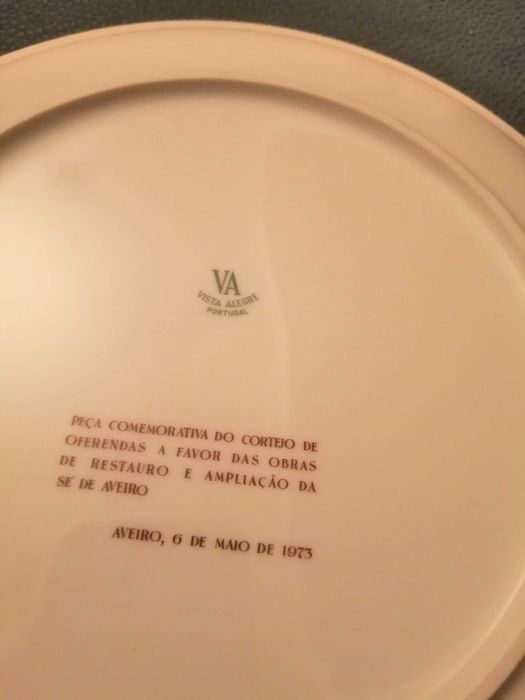 VA
VISTA ALEGRE
PORTUGAL
PEÇA COMEMORATIVA DO CORTEJO DE
OFERENDAS A FAVOR DAS OBRAS
DE RESTAURO E AMPLIAÇÃO DA
SÉ DE AVEIRO
AVEIRO, 6 DE MAIO DE 1973